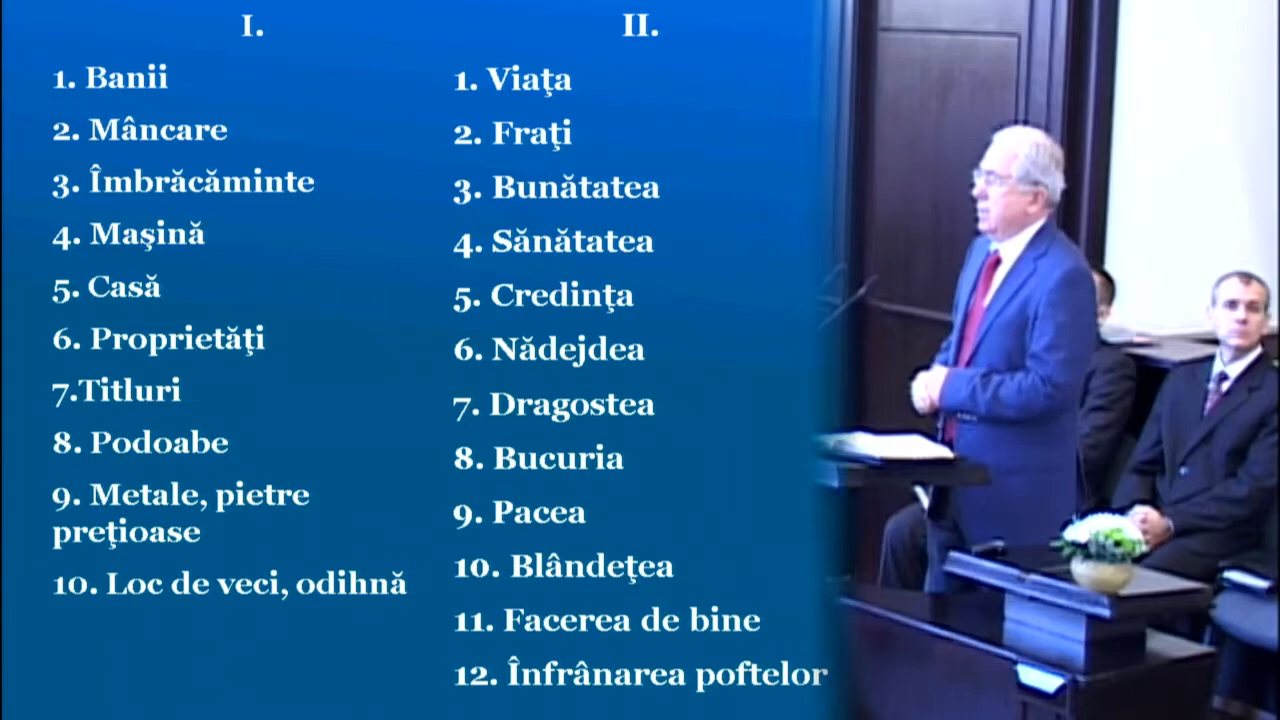 I.
1. Banii
2. Mâncare
3. Îmbrăcăminte
4. Maşină
5. Casă
6. Proprietăţi
7.Titluri
8. Podoabe
9. Metale, pietre
preţioase
10. Loc de veci, odihnă
II.
1. Viaţa
2. Fraţi
3. Bunătatea
4. Sănătatea
5. Credinţa
6. Nădejdea
7. Dragostea
8. Bucuria
9. Pacea
10. Blândeţea
11. Facerea de bine
12. Înfrânarea poftelor